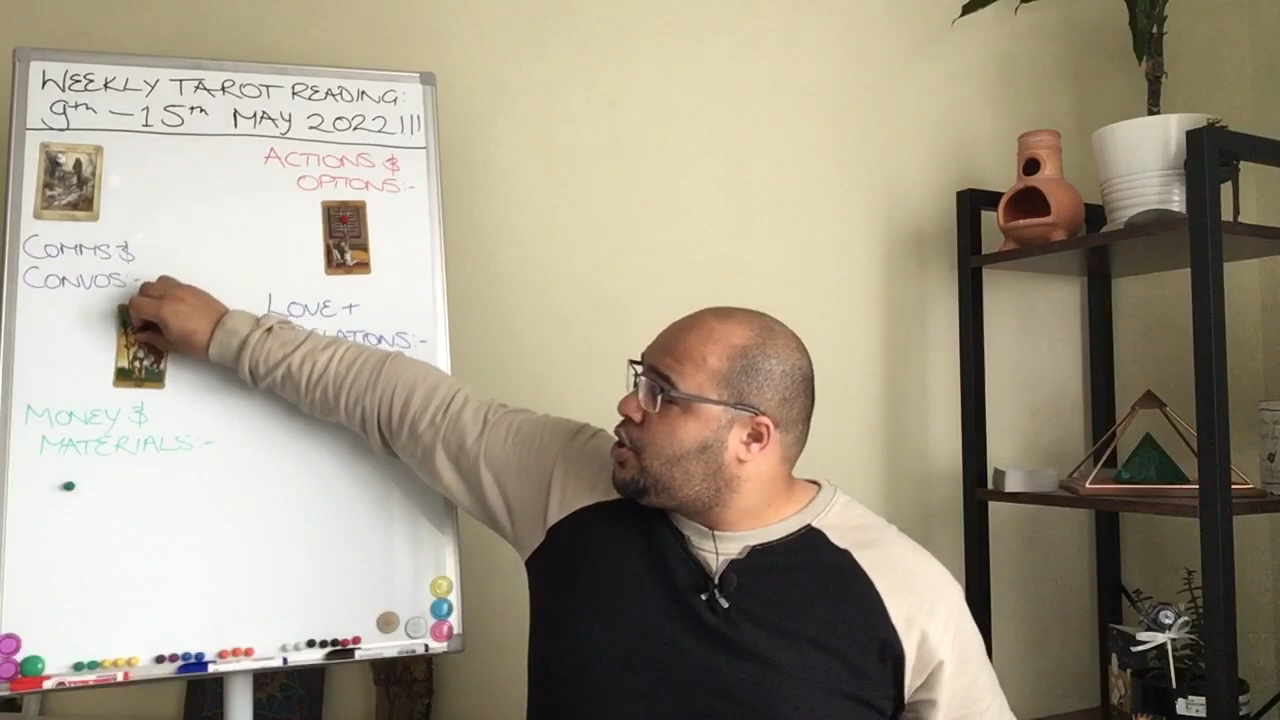 WEEKLY TAROT READING:
9th - 15th MAY 2022!!!
ACTIONS &
OPTIONS:-
COMMS &
CONVOS:-
LOVE +
RELATIONS:-
MONEY &
MATERIALS:-